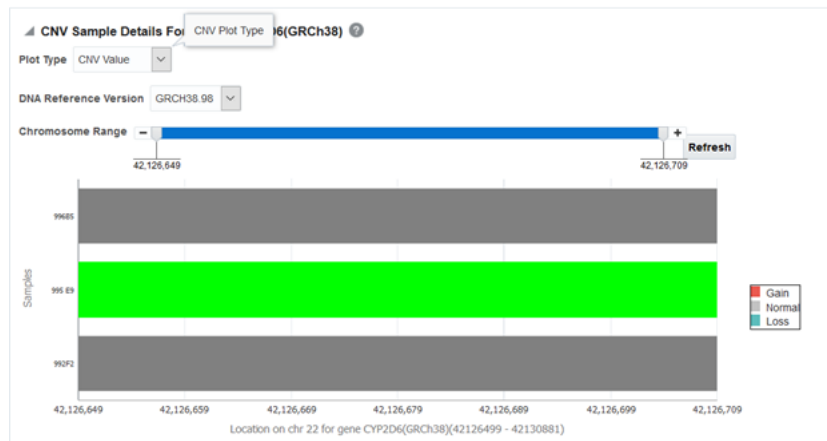 CNV Sample Details Fo
CNV Plot Type
06(GRCh38)
?
Plot Type CNV Value
DNA Reference Version GRCH38.98
Chromosome Range - +
Refresh
42,126,649 42,126,709
996B5
995 E9
992F2
Samples
Gain
Normal
Loss
42,126,649 42,126,659 42,126,669 42,126,679 42,126,689 42,126,699 42,126,709
Location on chr 22 for gene CYP2D6(GRCh38)(42126499 - 42130881)